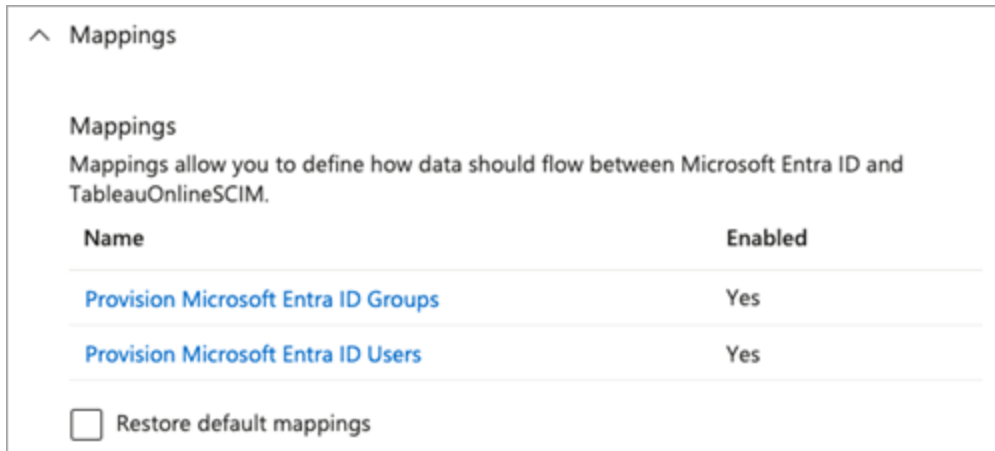 Mappings
Mappings
Mappings allow you to define how data should flow between Microsoft Entra ID and
TableauOnlineSCIM.
Name Enabled
Provision Microsoft Entra ID Groups Yes
Provision Microsoft Entra ID Users Yes
Restore default mappings